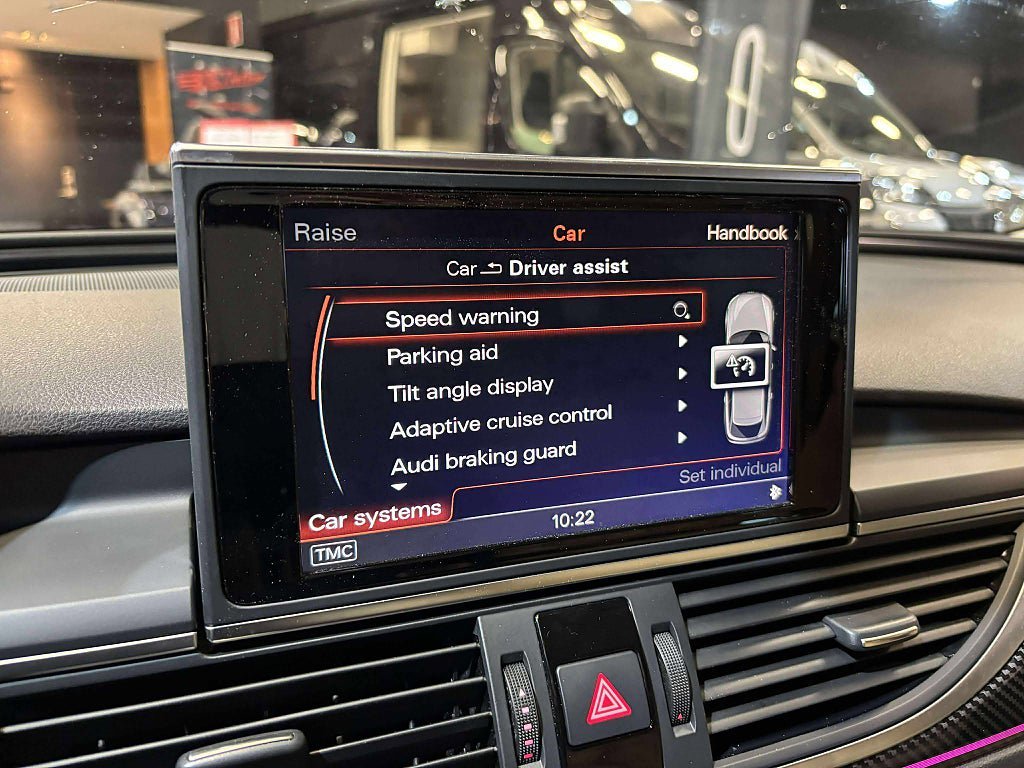 Raise Car Handbook
Car Driver assist
Speed warning
Parking aid
Tilt angle display
Adaptive cruise control
Audi braking guard
Set individual
Car systems
10:22
TMC
0